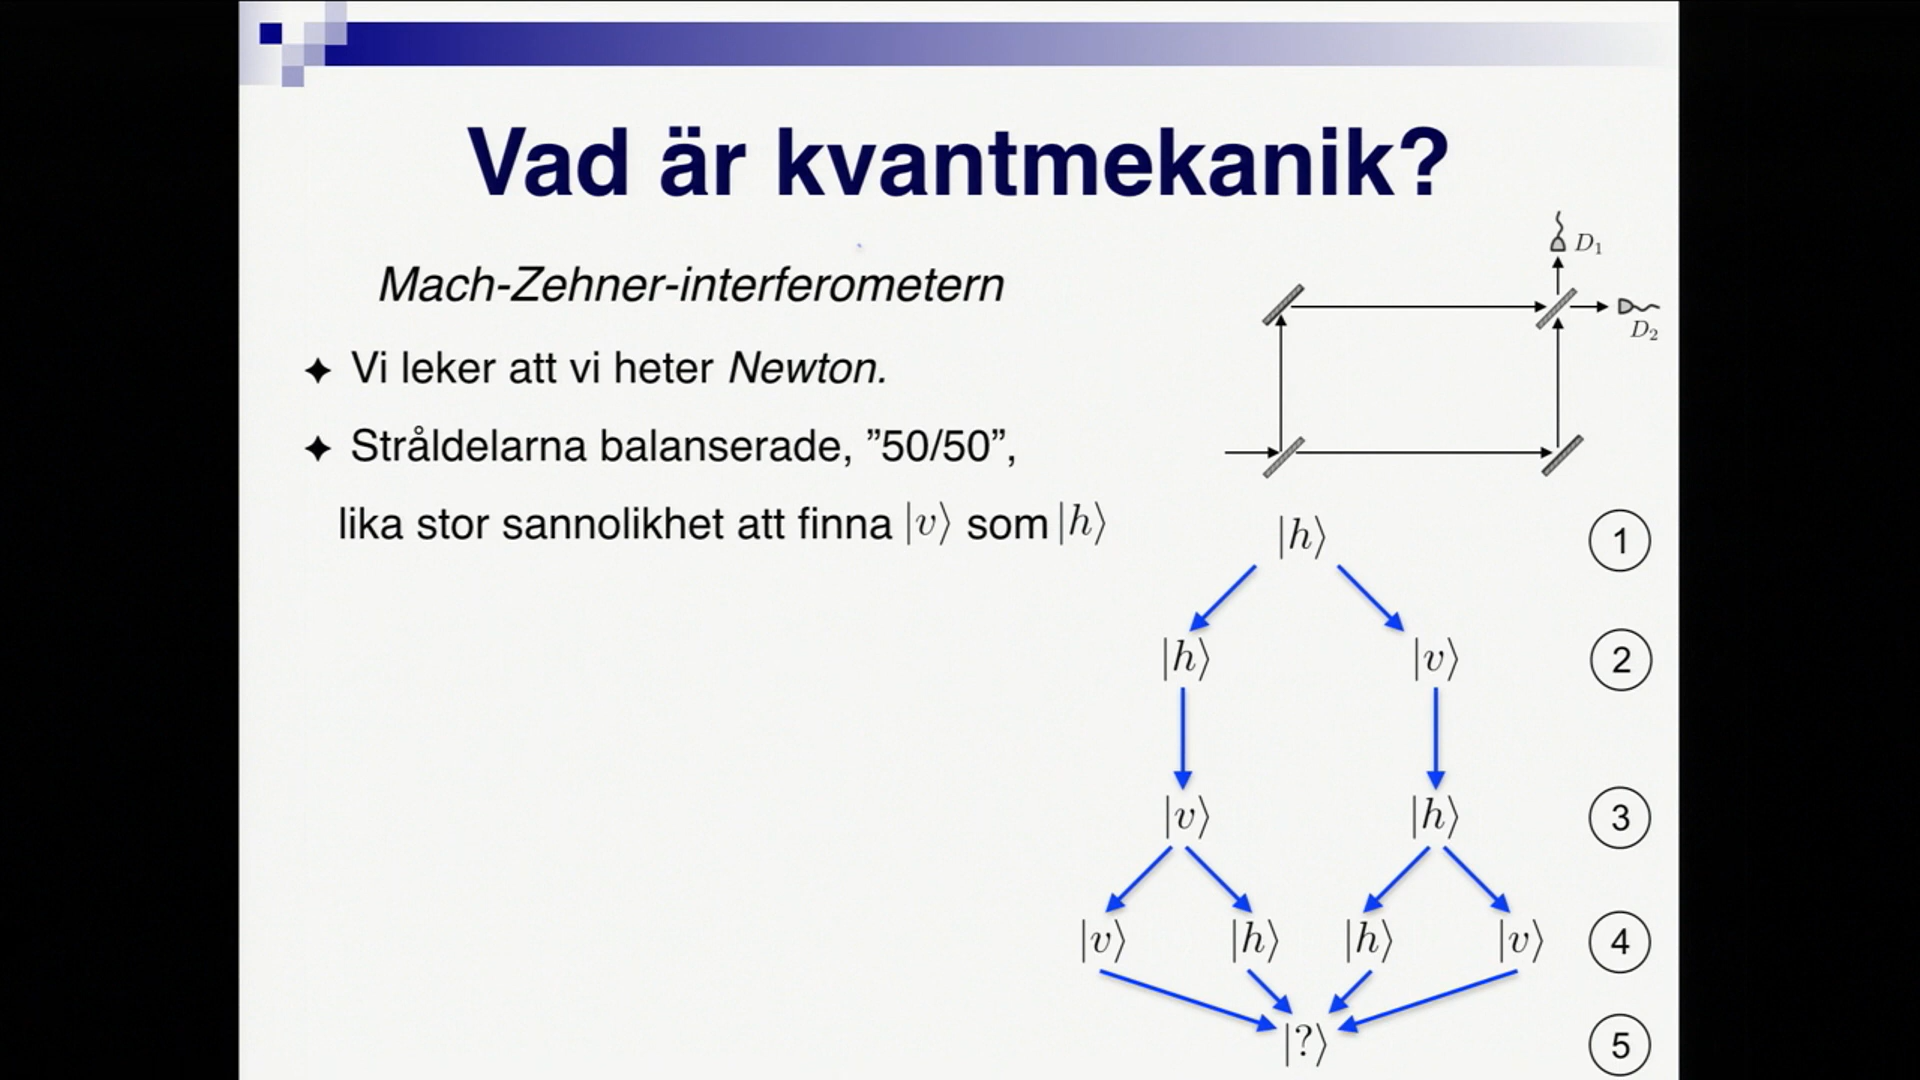 Vad är kvantmekanik?
Mach-Zehner-interferometern
✦ Vi leker att vi heter Newton.
✦ Stråldelarna balanserade, ”50/50”,
lika stor sannolikhet att finna |v⟩ som |h⟩
D₁
D₂
|h⟩ 1
|h⟩ |v⟩ 2
|v⟩ |h⟩ 3
|v⟩ |h⟩ |h⟩ |v⟩ 4
|?⟩ 5